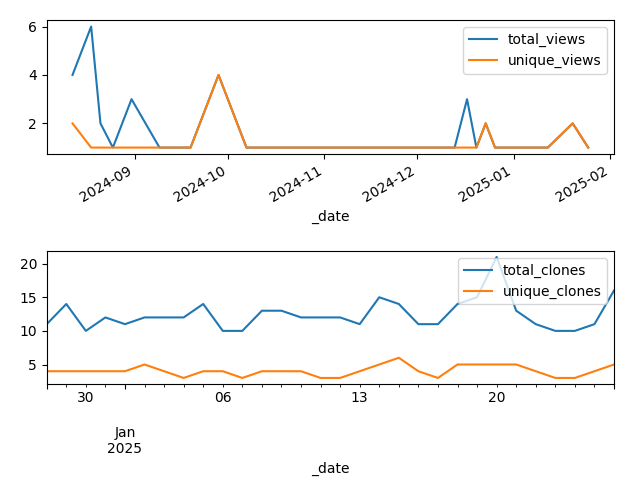 6
4
2
total_views
unique_views
2024-09
2024-10
2024-11
2024-12
2025-01
2025-02
_date
20
15
10
5
total_clones
unique_clones
30
06
13
20
Jan
2025
_date